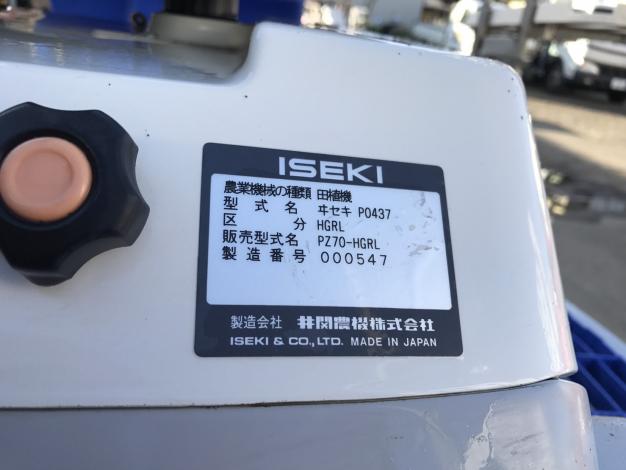 ISEKI
農業機械の種類 田植機
型式名 ヰセキ P0437
区分 HGRL
販売型式名 PZ70-HGRL
製造番号 000547
製造会社 井関農機株式会社
ISEKI & CO., LTD. MADE IN JAPAN